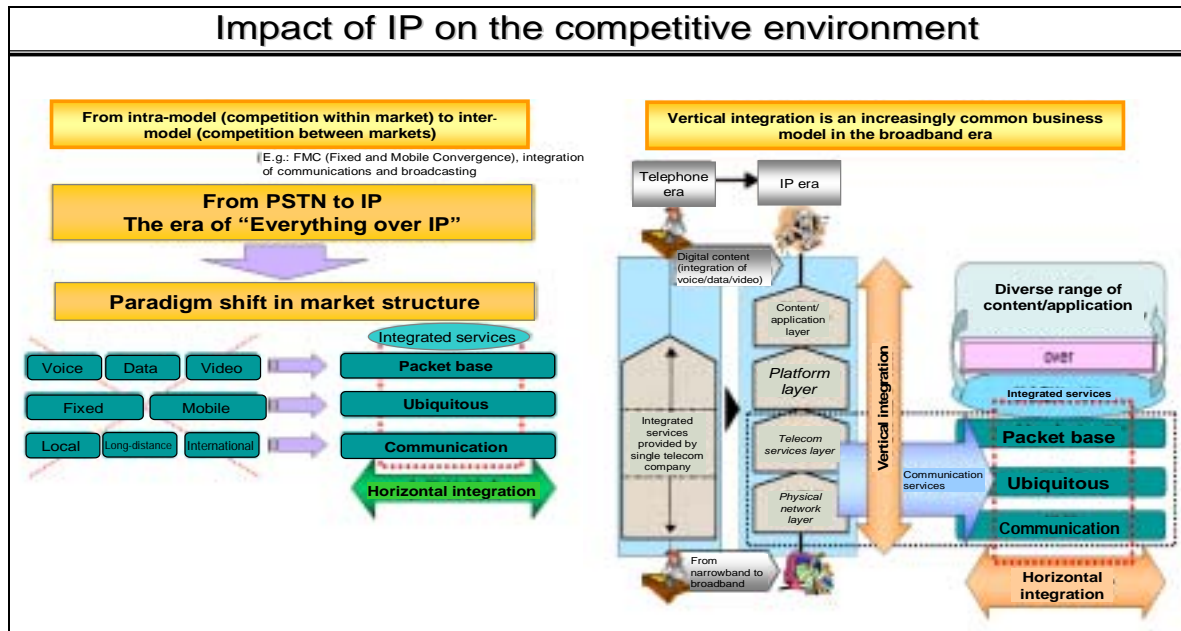 Impact of IP on the competitive environment
From intra-model (competition within market) to inter-
model (competition between markets)
E.g.: FMC (Fixed and Mobile Convergence), integration
of communications and broadcasting
From PSTN to IP
The era of “Everything over IP”
Paradigm shift in market structure
Integrated services
Voice
Data
Video
Packet base
Fixed
Mobile
Ubiquitous
Local
Long-distance
International
Communication
Horizontal integration
Vertical integration is an increasingly common business
model in the broadband era
Telephone
era
IP era
Digital content
(integration of
voice/data/video)
Content/
application
layer
Platform
layer
Integrated
services
provided by
single telecom
company
Telecom
services layer
Physical
network
layer
From
narrowband to
broadband
Vertical integration
Communication
services
Diverse range of
content/application
over
Integrated services
Packet base
Ubiquitous
Communication
Horizontal
integration